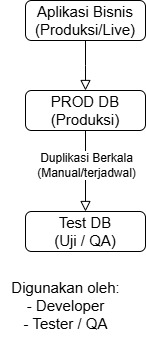 Aplikasi Bisnis
(Produksi/Live)
PROD DB
(Produksi)
Duplikasi Berkala
(Manual/terjadwal)
Test DB
(Uji / QA)
Digunakan oleh:
- Developer
- Tester / QA